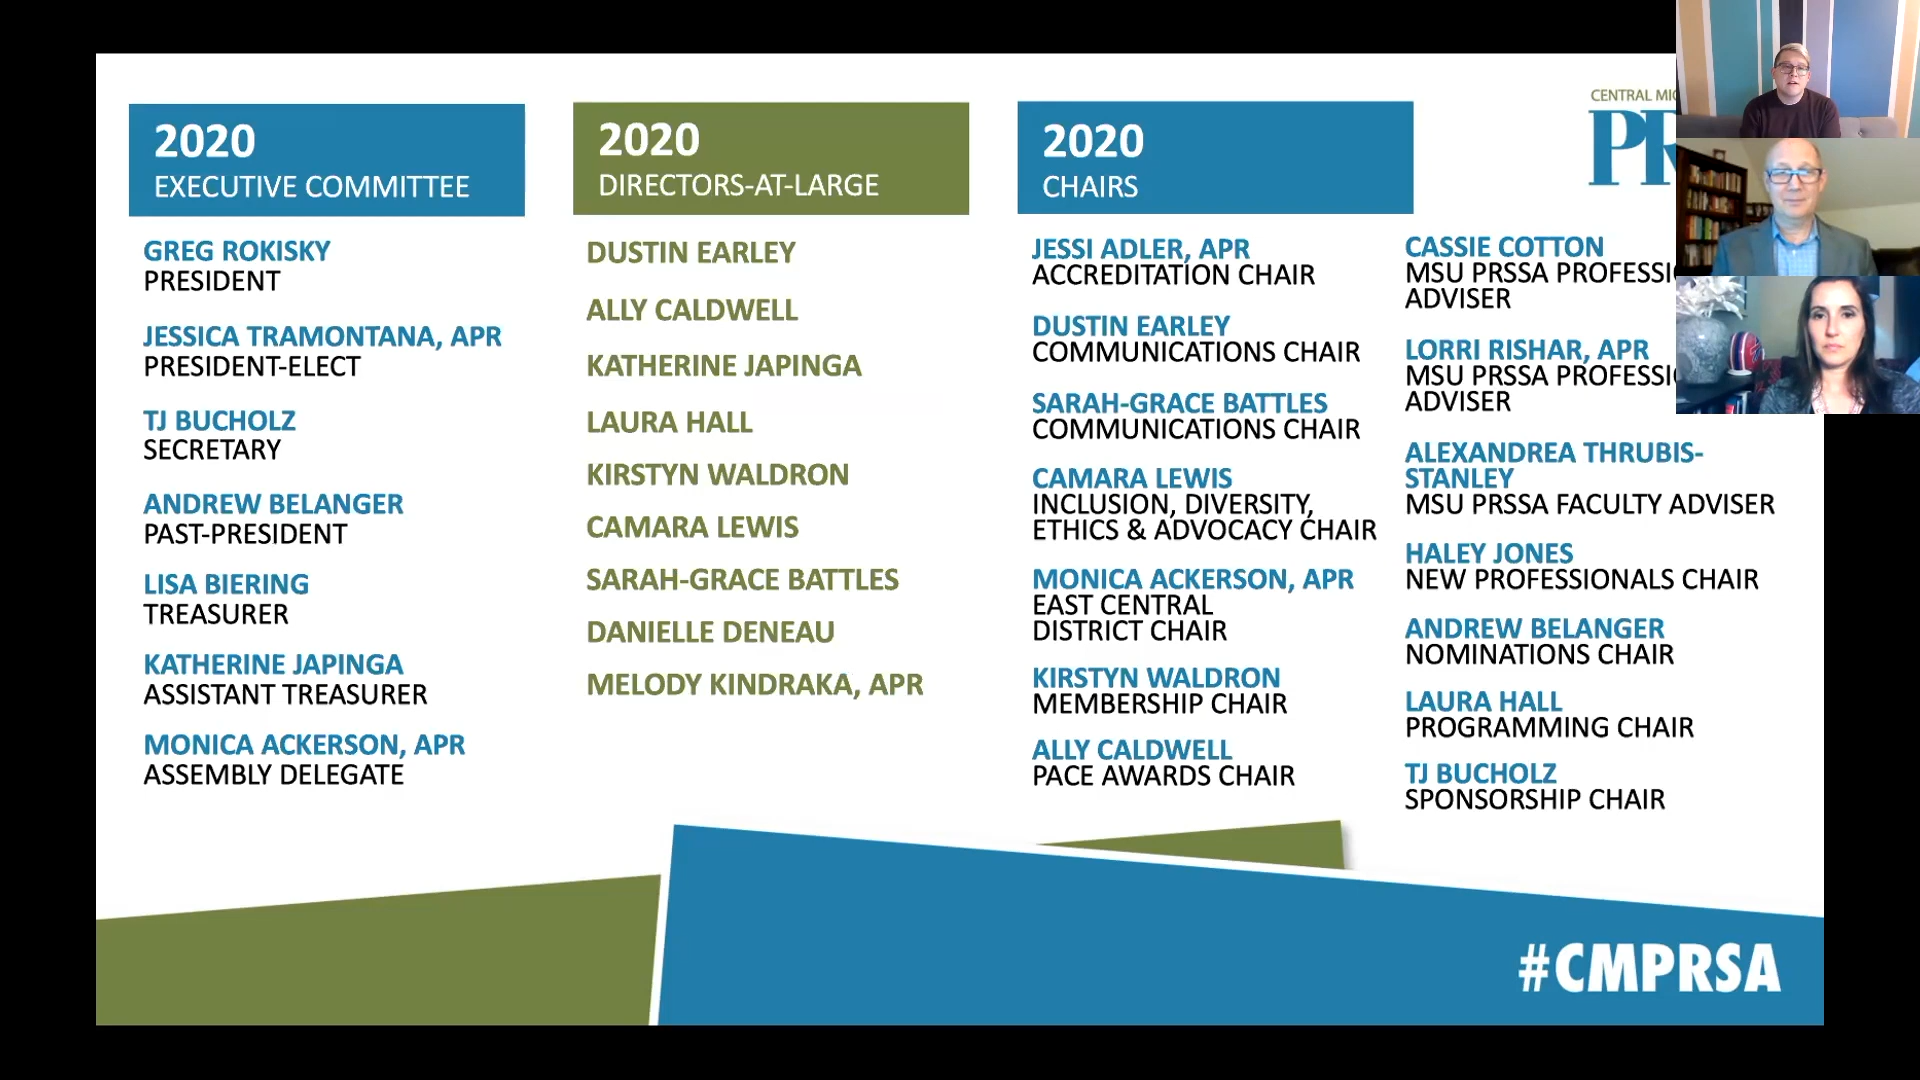 2020
EXECUTIVE COMMITTEE
GREG ROKISKY
PRESIDENT
JESSICA TRAMONTANA, APR
PRESIDENT-ELECT
TJ BUCHOLZ
SECRETARY
ANDREW BELANGER
PAST-PRESIDENT
LISA BIERING
TREASURER
KATHERINE JAPINGA
ASSISTANT TREASURER
MONICA ACKERSON, APR
ASSEMBLY DELEGATE
2020
DIRECTORS-AT-LARGE
DUSTIN EARLEY
ALLY CALDWELL
KATHERINE JAPINGA
LAURA HALL
KIRSTYN WALDRON
CAMARA LEWIS
SARAH-GRACE BATTLES
DANIELLE DENEAU
MELODY KINDRAKA, APR
2020
CHAIRS
JESSI ADLER, APR
ACCREDITATION CHAIR
DUSTIN EARLEY
COMMUNICATIONS CHAIR
SARAH-GRACE BATTLES
COMMUNICATIONS CHAIR
CAMARA LEWIS
INCLUSION, DIVERSITY,
ETHICS & ADVOCACY CHAIR
MONICA ACKERSON, APR
EAST CENTRAL
DISTRICT CHAIR
KIRSTYN WALDRON
MEMBERSHIP CHAIR
ALLY CALDWELL
PACE AWARDS CHAIR
CENTRAL
CASSIE COTTON
MSU PRSSA
ADVISER
LORRI RISHAR, APR
MSU PRSSA
ADVISER
ALEXANDREA THRUBIS-
STANLEY
MSU PRSSA FACULTY ADVISER
HALEY JONES
NEW PROFESSIONALS CHAIR
ANDREW BELANGER
NOMINATIONS CHAIR
LAURA HALL
PROGRAMMING CHAIR
TJ BUCHOLZ
SPONSORSHIP CHAIR
#CMPRSA